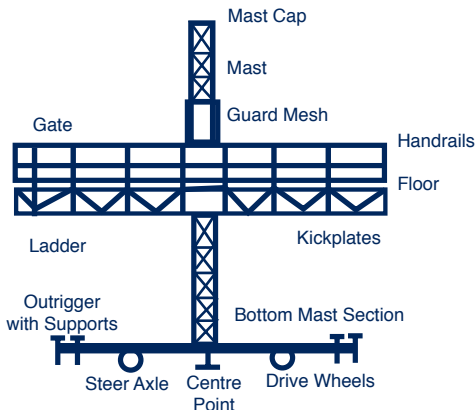 Mast Cap
Mast
Guard Mesh
Gate
Handrails
Floor
Ladder
Kickplates
Outrigger
with Supports
Bottom Mast Section
Steer Axle
Centre
Point
Drive Wheels